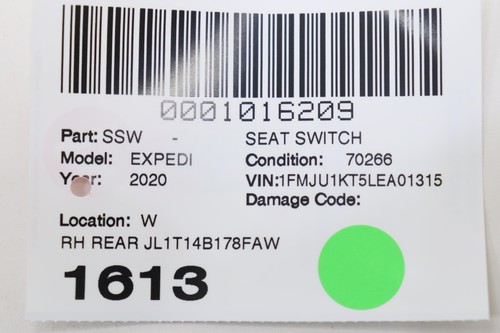 0001016209
Part: SSW - SEAT SWITCH
Model: EXPEDI Condition: 70266
Year: 2020 VIN:1FMJU1KT5LEA01315
Damage Code:
Location: W
RH REAR JL1T14B178FAW
1613